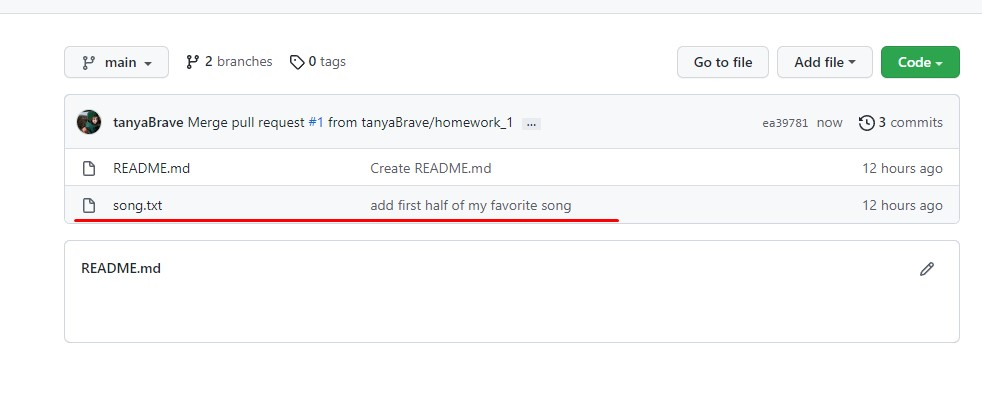 main 2 branches 0 tags Go to file Add file Code
tanyaBrave Merge pull request #1 from tanyaBrave/homework_1 ... ea39781 now 3 commits
README.md Create README.md 12 hours ago
song.txt add first half of my favorite song 12 hours ago
README.md